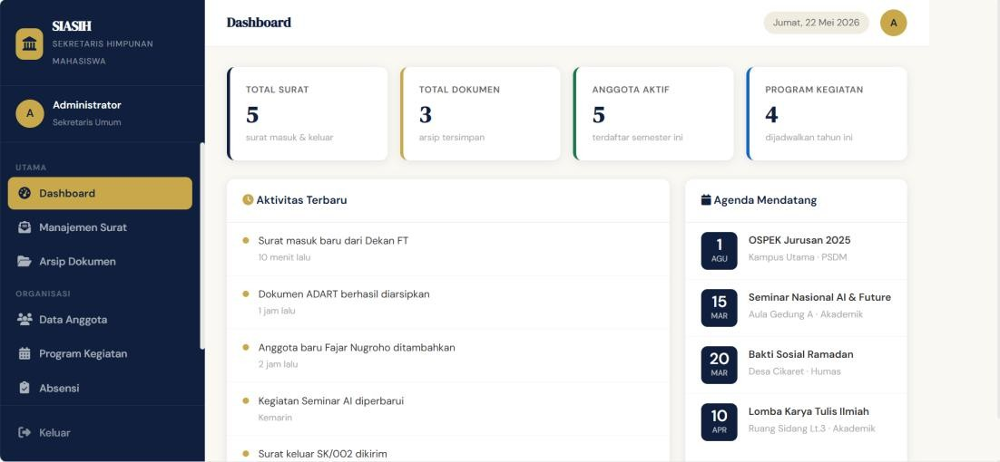 SIASIH
SEKRETARIS HIMPUNAN
MAHASISWA
A
Administrator
Sekretaris Umum
UTAMA
Dashboard
Manajemen Surat
Arsip Dokumen
ORGANISASI
Data Anggota
Program Kegiatan
Absensi
Keluar
Dashboard
Jumat, 22 Mei 2026
A
TOTAL SURAT
5
surat masuk & keluar
TOTAL DOKUMEN
3
arsip tersimpan
ANGGOTA AKTIF
5
terdaftar semester ini
PROGRAM KEGIATAN
4
dijadwalkan tahun ini
Aktivitas Terbaru
Surat masuk baru dari Dekan FT
10 menit lalu
Dokumen ADART berhasil diarsipkan
1 jam lalu
Anggota baru Fajar Nugroho ditambahkan
2 jam lalu
Kegiatan Seminar AI diperbarui
Kemarin
Surat keluar SK/002 dikirim
Agenda Mendatang
1
AGU
OSPEK Jurusan 2025
Kampus Utama · PSDM
15
MAR
Seminar Nasional AI & Future
Aula Gedung A · Akademik
20
MAR
Bakti Sosial Ramadan
Desa Cikaret · Humas
10
APR
Lomba Karya Tulis Ilmiah
Ruang Sidang Lt.3 · Akademik